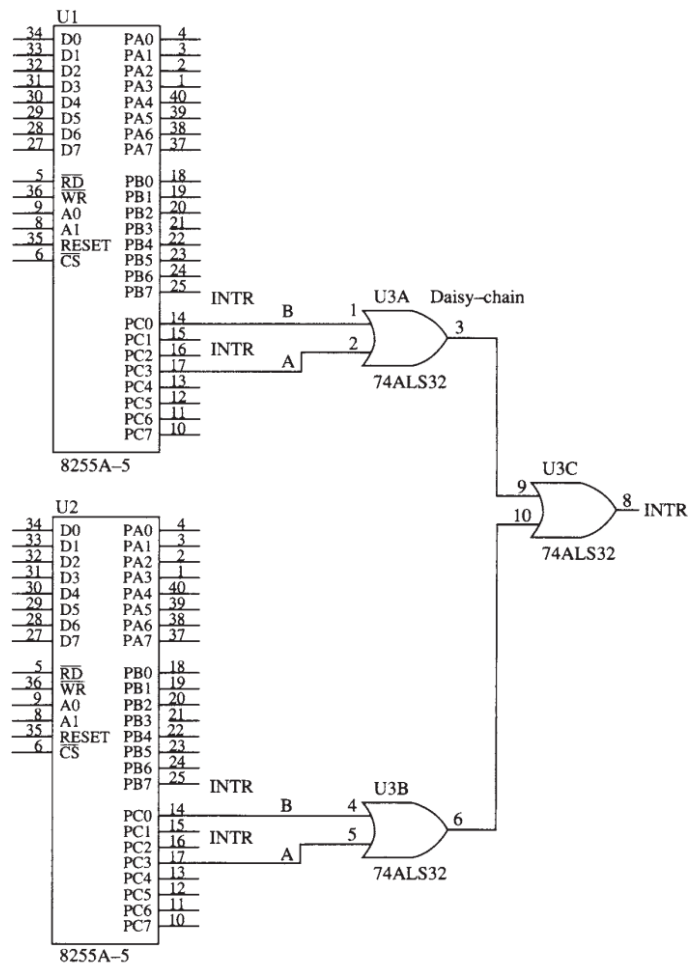 U1
34 D0 PA0 4
33 D1 PA1 3
32 D2 PA2 2
31 D3 PA3 1
30 D4 PA4 40
29 D5 PA5 39
28 D6 PA6 38
27 D7 PA7 37
5 RD PB0 18
36 WR PB1 19
9 A0 PB2 20
8 A1 PB3 21
35 RESET PB4 22
6 CS PB5 23
PB6 24
PB7 25
INTR
PC0 14 B 1
PC1 15
PC2 16 INTR
PC3 17 A 2
PC4 13
PC5 12
PC6 11
PC7 10
8255A–5
U3A Daisy–chain
3
74ALS32
U3C
9
10
8 INTR
74ALS32
U2
34 D0 PA0 4
33 D1 PA1 3
32 D2 PA2 2
31 D3 PA3 1
30 D4 PA4 40
29 D5 PA5 39
28 D6 PA6 38
27 D7 PA7 37
5 RD PB0 18
36 WR PB1 19
9 A0 PB2 20
8 A1 PB3 21
35 RESET PB4 22
6 CS PB5 23
PB6 24
PB7 25
INTR
PC0 14 B 4
PC1 15
PC2 16 INTR
PC3 17 A 5
PC4 13
PC5 12
PC6 11
PC7 10
8255A–5
U3B
6
74ALS32